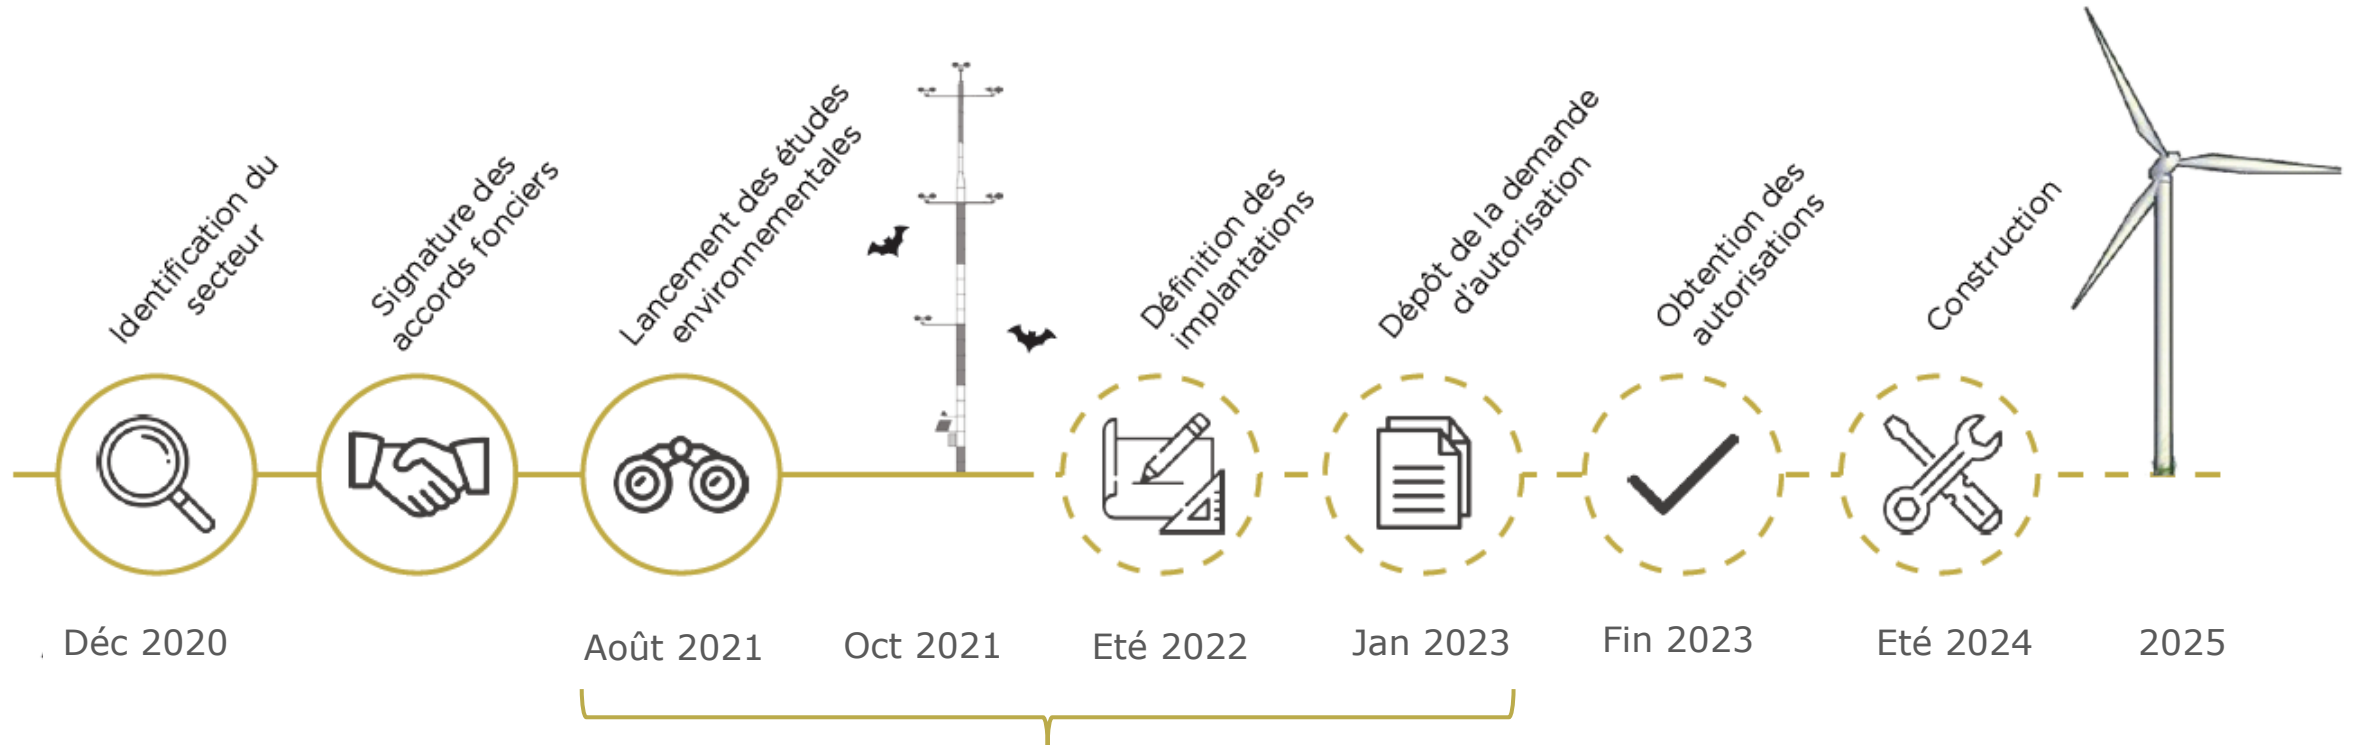 Identification du
secteur
Signature des
accords fonciers
Lancement des études
environnementales
Définition des
implantations
Dépôt de la demande
d'autorisation
Obtention des
autorisations
Construction
Déc 2020
Août 2021
Oct 2021
Eté 2022
Jan 2023
Fin 2023
Eté 2024
2025